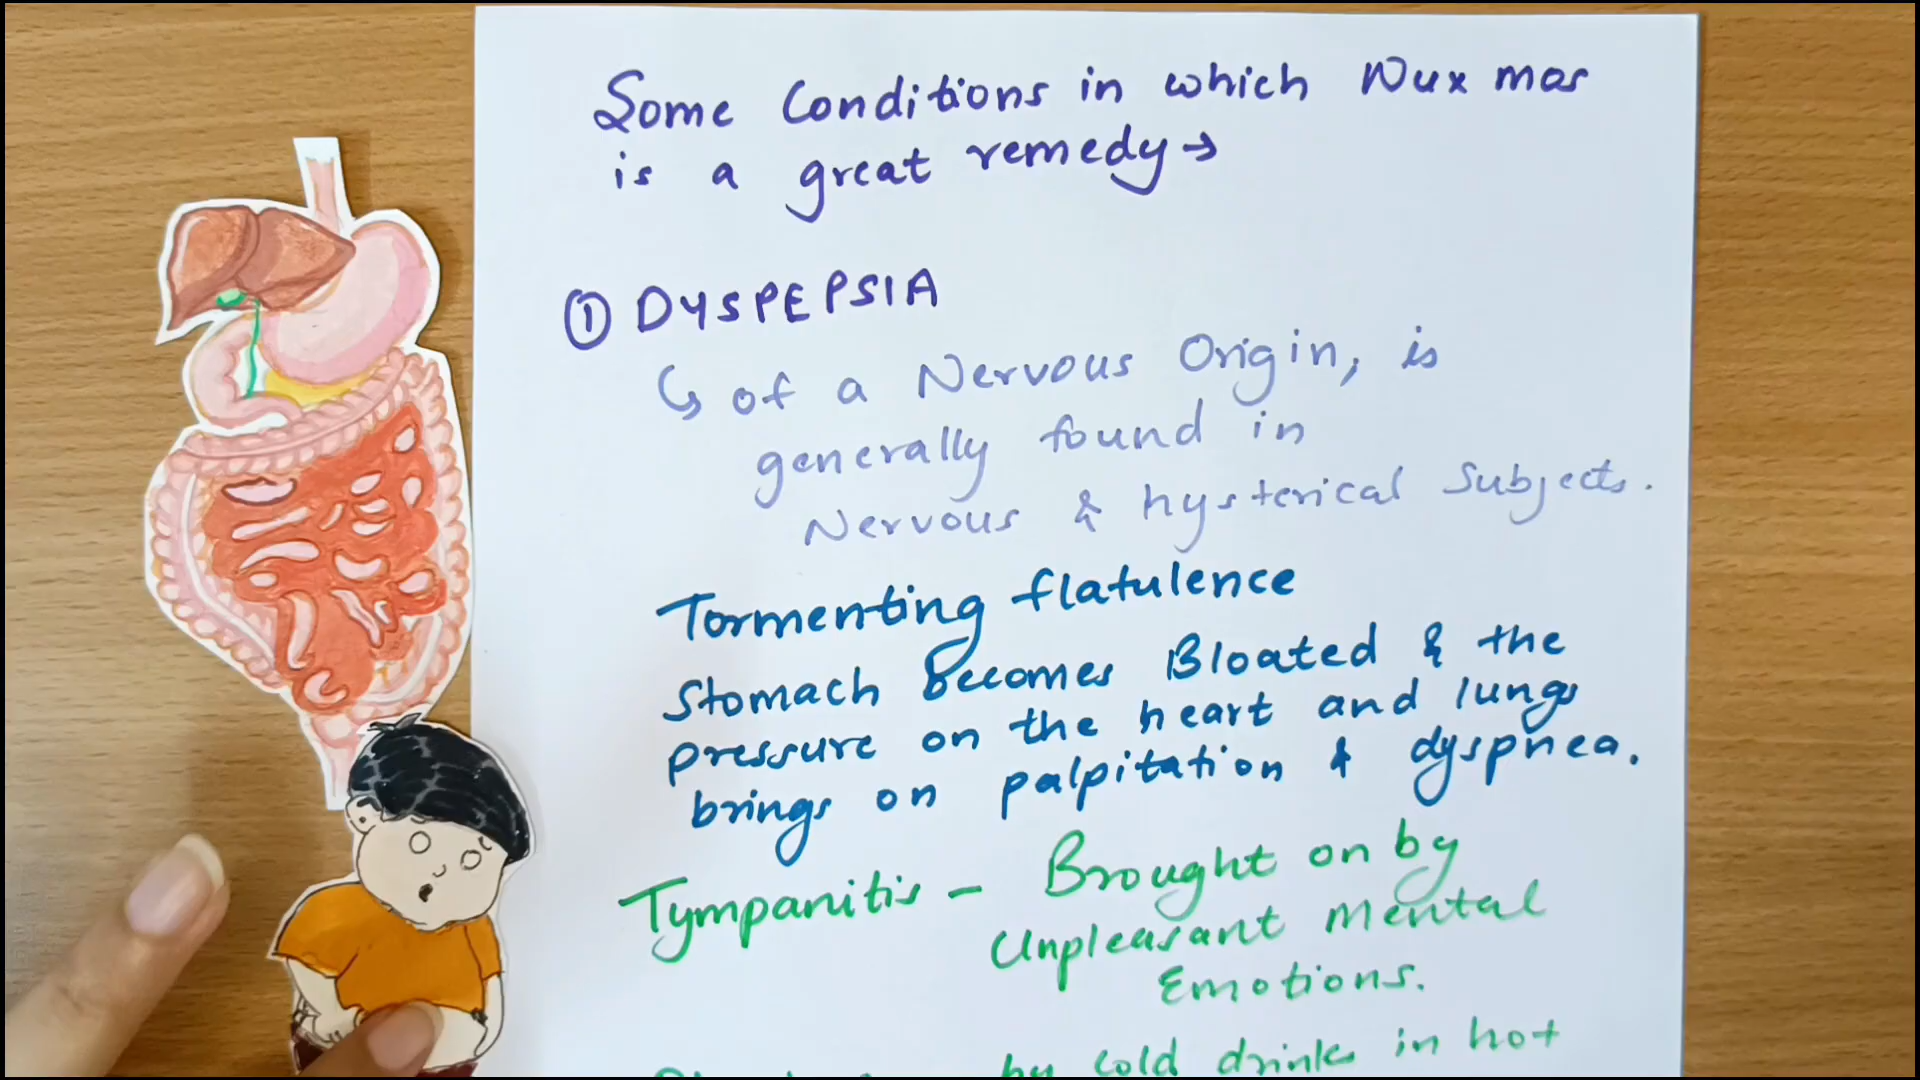 Some Conditions in which Nux mos
is a great remedy →
① DYSPEPSIA
↳ of a Nervous Origin, is
generally found in
Nervous & hysterical Subjects.
Tormenting flatulence
Stomach becomes Bloated & the
pressure on the heart and lungs
brings on palpitation & dyspnea.
Tympanitis – Brought on by
Unpleasant Mental
Emotions.
by cold drinks in hot